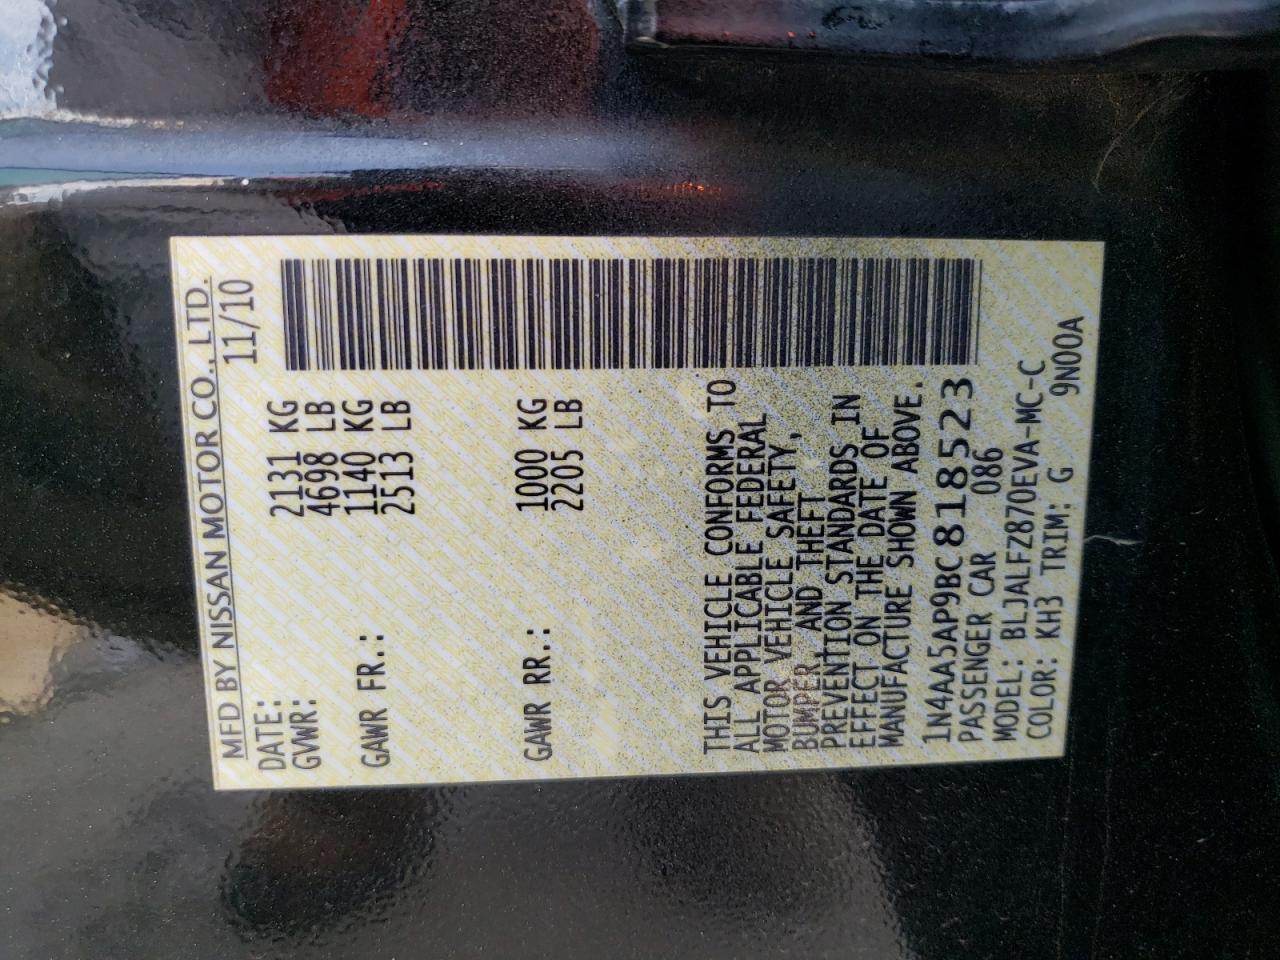 MFD BY NISSAN MOTOR CO., LTD.
DATE: 11/10
GVWR: 2131 KG
4698 LB
GAWR FR.: 1140 KG
2513 LB
GAWR RR.: 1000 KG
2205 LB
THIS VEHICLE CONFORMS TO
ALL APPLICABLE FEDERAL
MOTOR VEHICLE SAFETY,
BUMPER, AND THEFT
PREVENTION STANDARDS IN
EFFECT ON THE DATE OF
MANUFACTURE SHOWN ABOVE.
1N4AA5AP9BC818523
PASSENGER CAR 086
MODEL: BLJALFZ870EVA-MC-C
COLOR: KH3 TRIM: G 9N00A